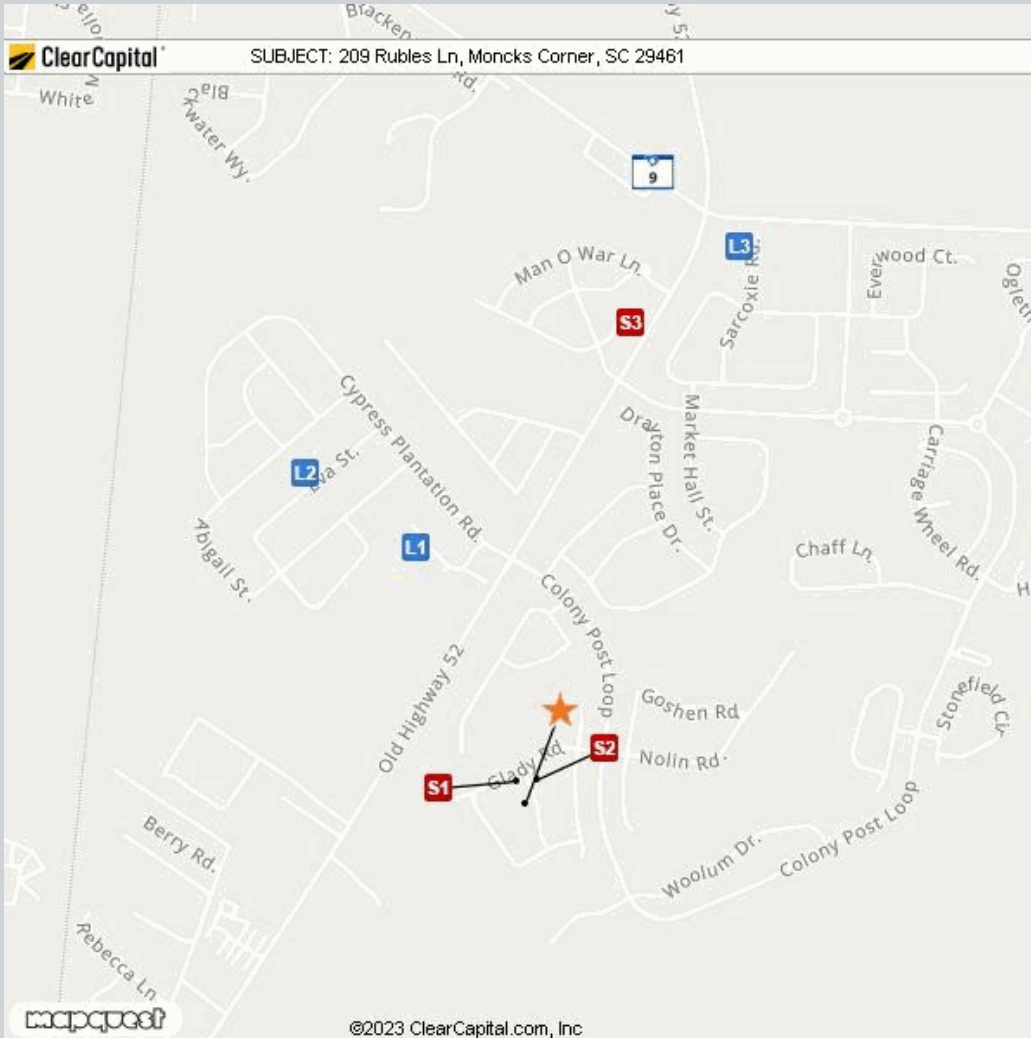 Bracken
Rd.
ClearCapital
SUBJECT: 209 Rubles Ln, Moncks Corner, SC 29461
White
9
Man O War Ln.
L3
Sarcoxie Rd.
wood Ct.
S3
Cypress Plantation Rd.
Drayton Place Dr.
Market Hall St.
Carriage Wheel Rd.
L2
Eva St.
L1
Abigail St.
Chaff Ln.
Colony Post Loop
Old Highway 52
Goshen Rd
Stonefield Cir
S2
Glady Rd
Nolin Rd.
S1
Berry Rd.
Woolum Dr.
Colony Post Loop
Rebecca Ln
mapquest
©2023 ClearCapital.com, Inc